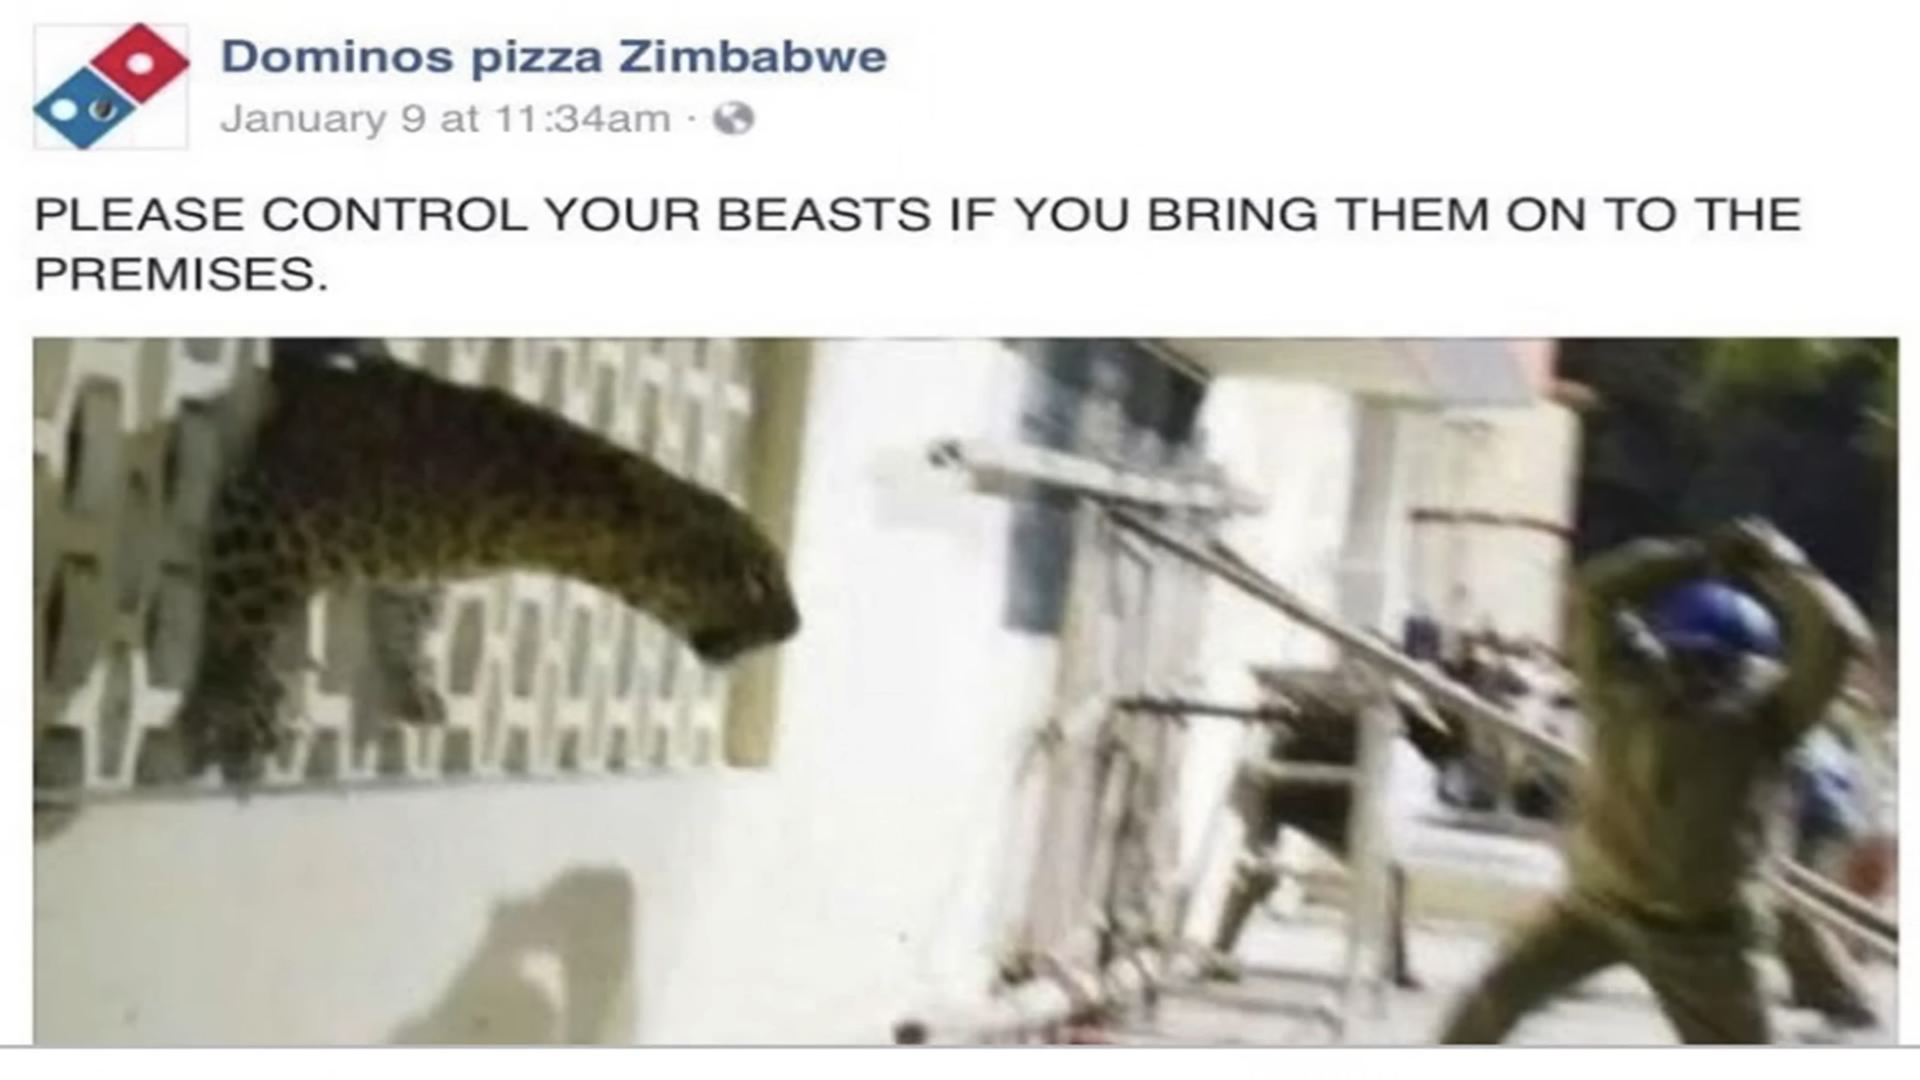 Dominos pizza Zimbabwe
January 9 at 11:34am ·
PLEASE CONTROL YOUR BEASTS IF YOU BRING THEM ON TO THE
PREMISES.